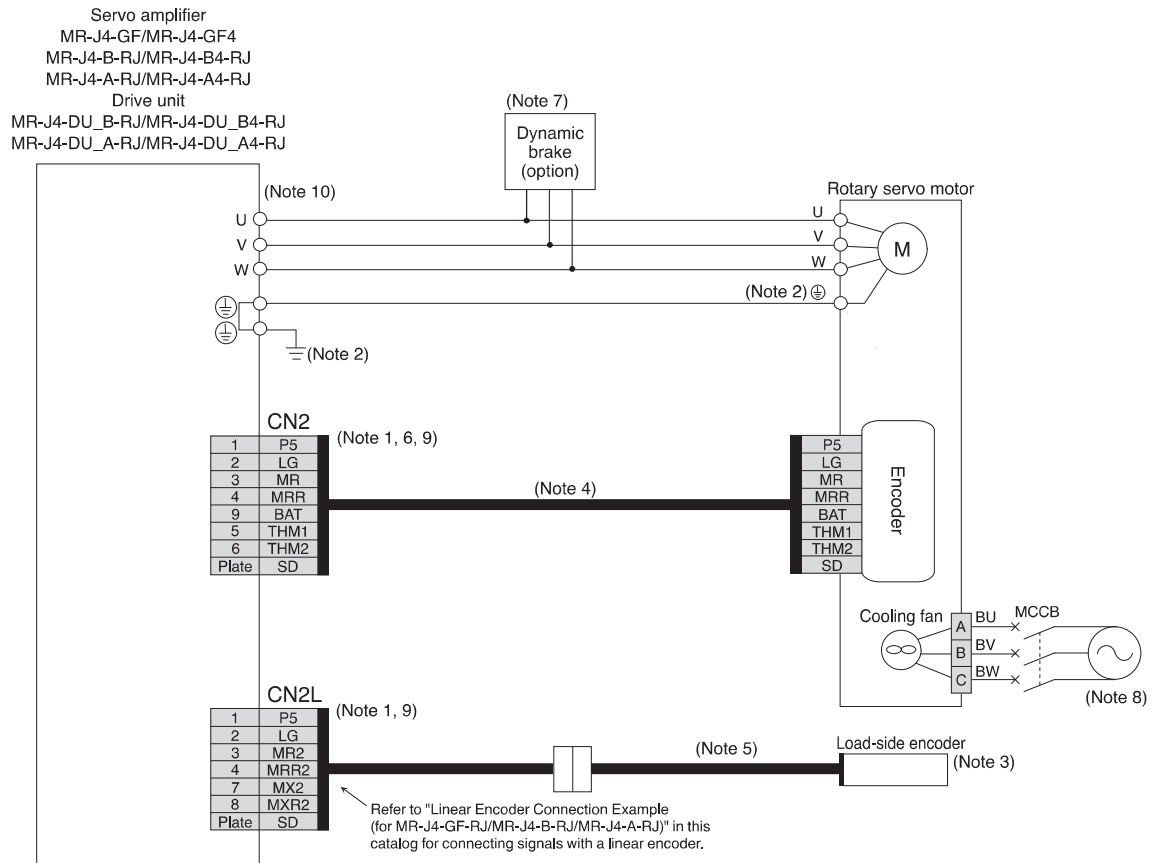 Servo amplifier
MR-J4-GF/MR-J4-GF4
MR-J4-B-RJ/MR-J4-B4-RJ
MR-J4-A-RJ/MR-J4-A4-RJ
Drive unit
MR-J4-DU_B-RJ/MR-J4-DU_B4-RJ
MR-J4-DU_A-RJ/MR-J4-DU_A4-RJ
(Note 7)
Dynamic
brake
(option)
(Note 10)
Rotary servo motor
U
V
W
U
V
W
M
(Note 2)
(Note 2)
CN2
(Note 1, 6, 9)
1 P5
2 LG
3 MR
4 MRR
9 BAT
5 THM1
6 THM2
Plate SD
(Note 4)
P5
LG
MR
MRR
BAT
THM1
THM2
SD
Encoder
Cooling fan
A BU
B BV
C BW
MCCB
(Note 8)
CN2L
(Note 1, 9)
1 P5
2 LG
3 MR2
4 MRR2
7 MX2
8 MXR2
Plate SD
(Note 5)
Load-side encoder
(Note 3)
Refer to "Linear Encoder Connection Example
(for MR-J4-GF-RJ/MR-J4-B-RJ/MR-J4-A-RJ)" in this
catalog for connecting signals with a linear encoder.